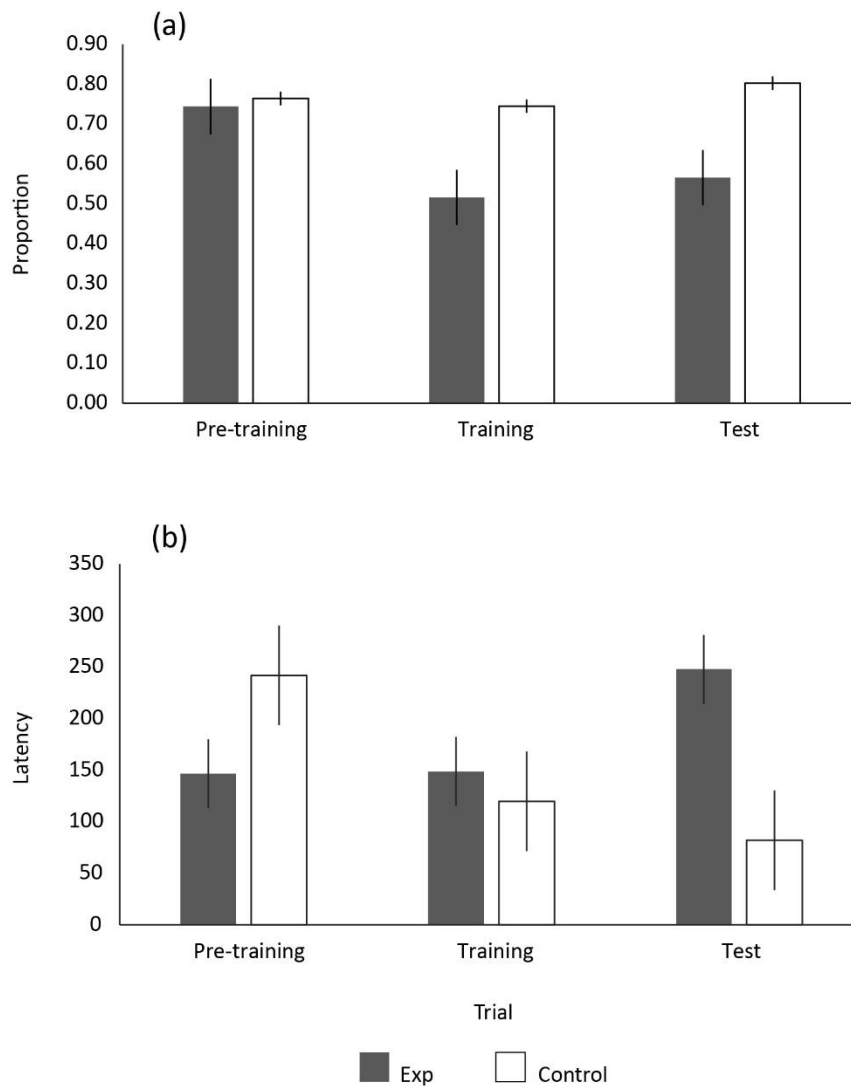 (a)
0.90
0.80
0.70
0.60
0.50
0.40
0.30
0.20
0.10
0.00
Proportion
Pre-training Training Test
(b)
350
300
250
200
150
100
50
0
Latency
Pre-training Training Test
Trial
Exp Control